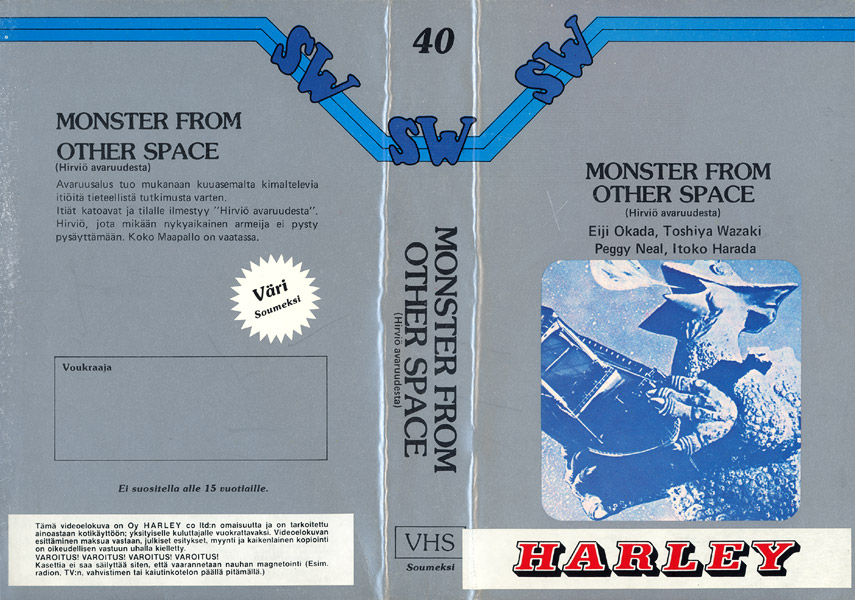 MONSTER FROM
OTHER SPACE
(Hirviö avaruudesta)
Avaruusalus tuo mukanaan kuuasemalta kimaltelevia
itiöitä tieteellistä tutkimusta varten.
Itiät katoavat ja tilalle ilmestyy "Hirviö avaruudesta".
Hirviö, jota mikään nykyaikainen armeija ei pysty
pysäyttämään. Koko Maapallo on vaatassa.
Väri
Soumeksi
Voukraaja
Ei suositella alle 15 vuotiaille.
Tämä videoelokuva on Oy HARLEY co ltd:n omaisuutta ja on tarkoitettu
ainoastaan kotikäyttöön; yksityiselle kuluttajalle vuokrattavaksi. Videoelokuvan
esittäminen maksua vastaan, julkiset esitykset, myynti ja kaikenlainen kopiointi
on oikeudellisen vastuun uhalla kielletty.
VAROITUS! VAROITUS! VAROITUS! VAROITUS!
Kasettia ei saa säilyttää siten, että vaarannetaan nauhan magnetointi (Esim.
radion, TV:n, vahvistimen tai kaiutinkotelon päällä pitämällä.)
SW
40
SW
MONSTER FROM
OTHER SPACE
(Hirviö avaruudesta)
VHS
Soumeksi
SW
MONSTER FROM
OTHER SPACE
(Hirviö avaruudesta)
Eiji Okada, Toshiya Wazaki
Peggy Neal, Itoko Harada
HARLEY